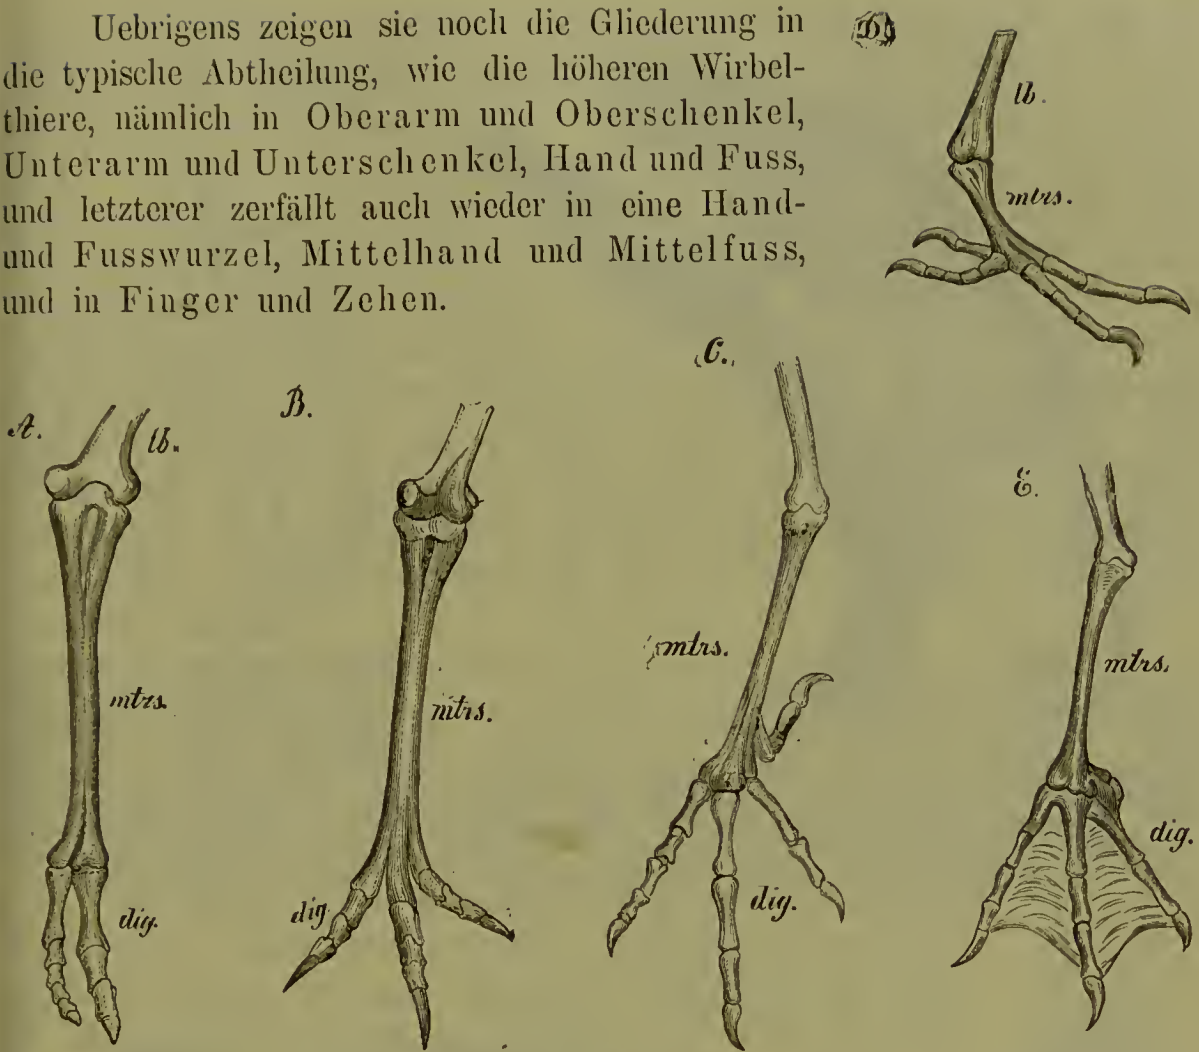 Uebrigens zeigen sie noch die Gliederung in
die typische Abtheilung, wie die höheren Wirbel-
thiere, nämlich in Oberarm und Oberschenkel,
Unterarm und Unterschenkel, Hand und Fuss,
und letzterer zerfällt auch wieder in eine Hand-
und Fusswurzel, Mittelhand und Mittelfuss,
und in Finger und Zehen.
D.
tb.
mtrs.
C.
B.
A.
tb.
E.
mtrs.
mtrs.
mtrs.
mtrs.
dig.
dig.
dig.
dig.